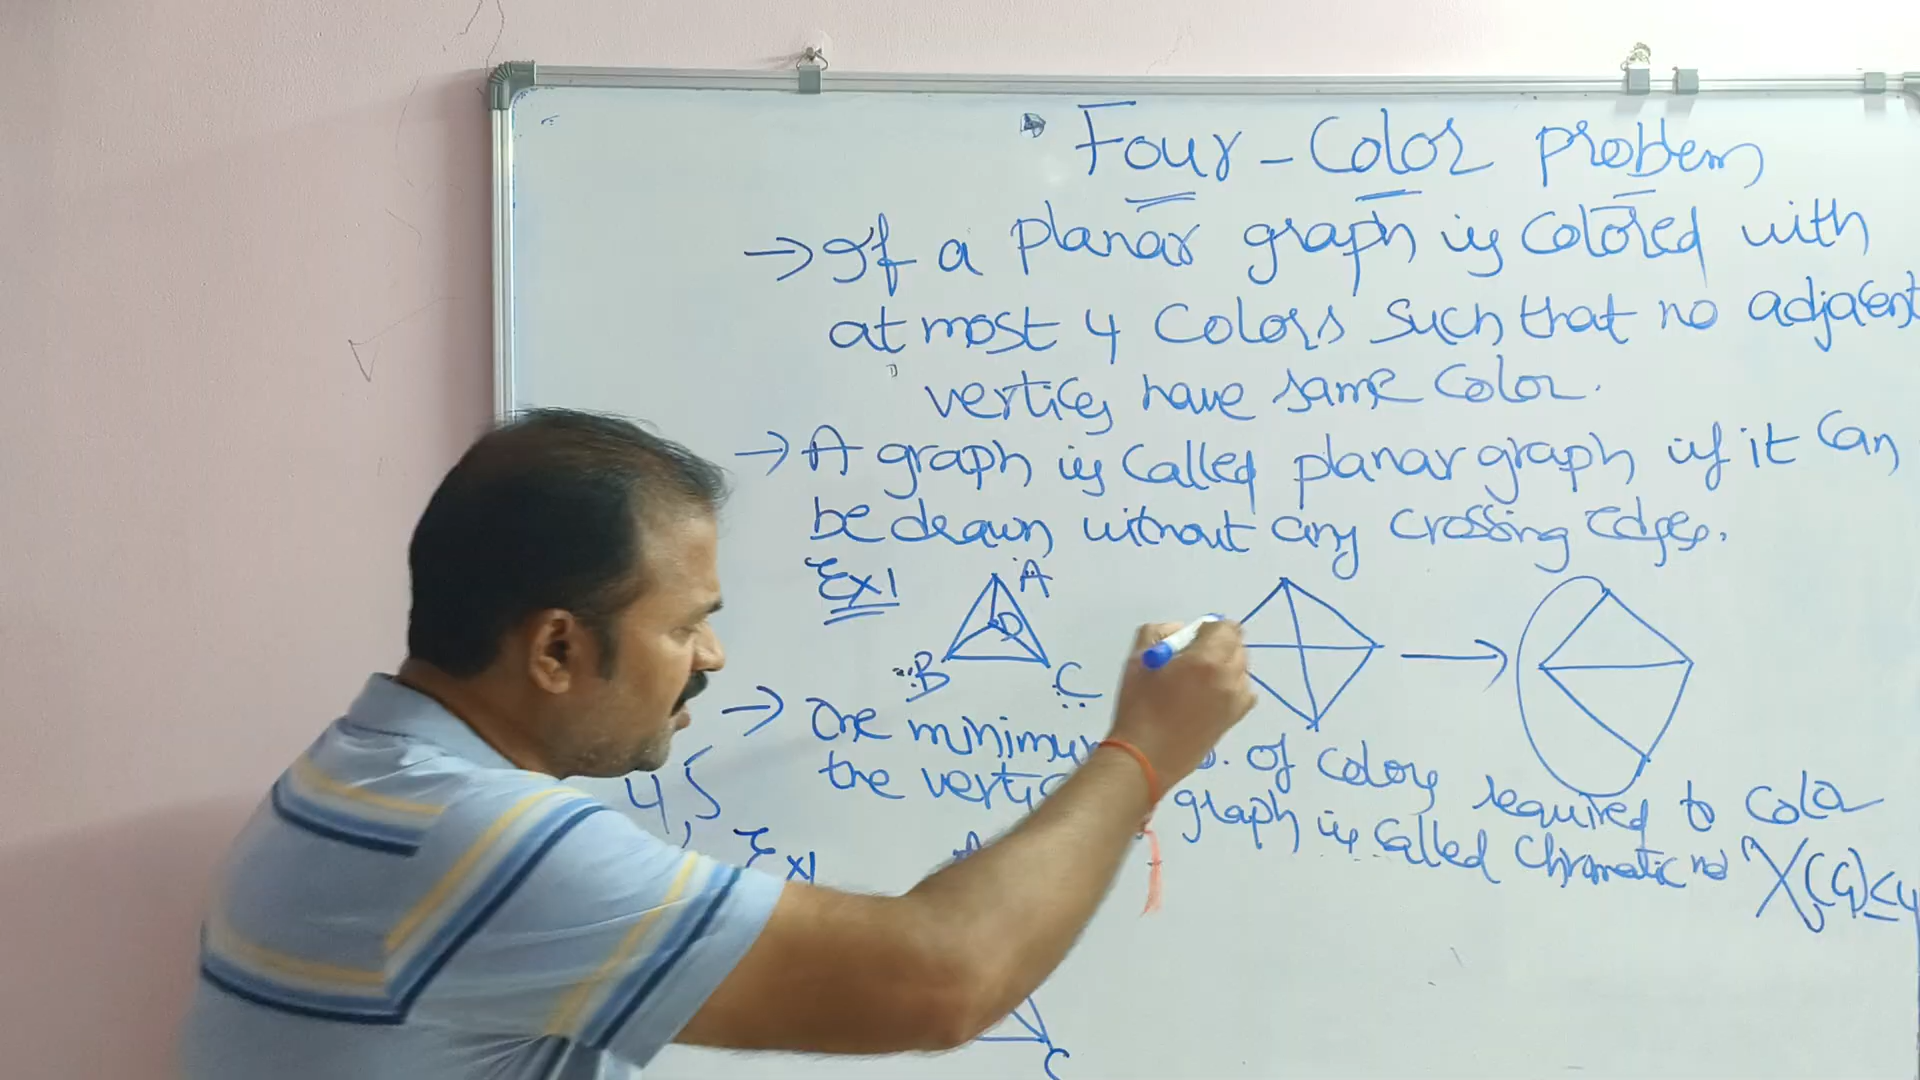 Four-Color problem
→ If a planar graph is colored with
at most 4 colors such that no adjacent
vertices have same color.
→ A graph is called planar graph if it can
be drawn without any crossing edges.
Ex1 A
D
B C
→ The minimum of colors required to color
the graph is called chromatic no χ(G)≤4
4,5
Ex1 A
C